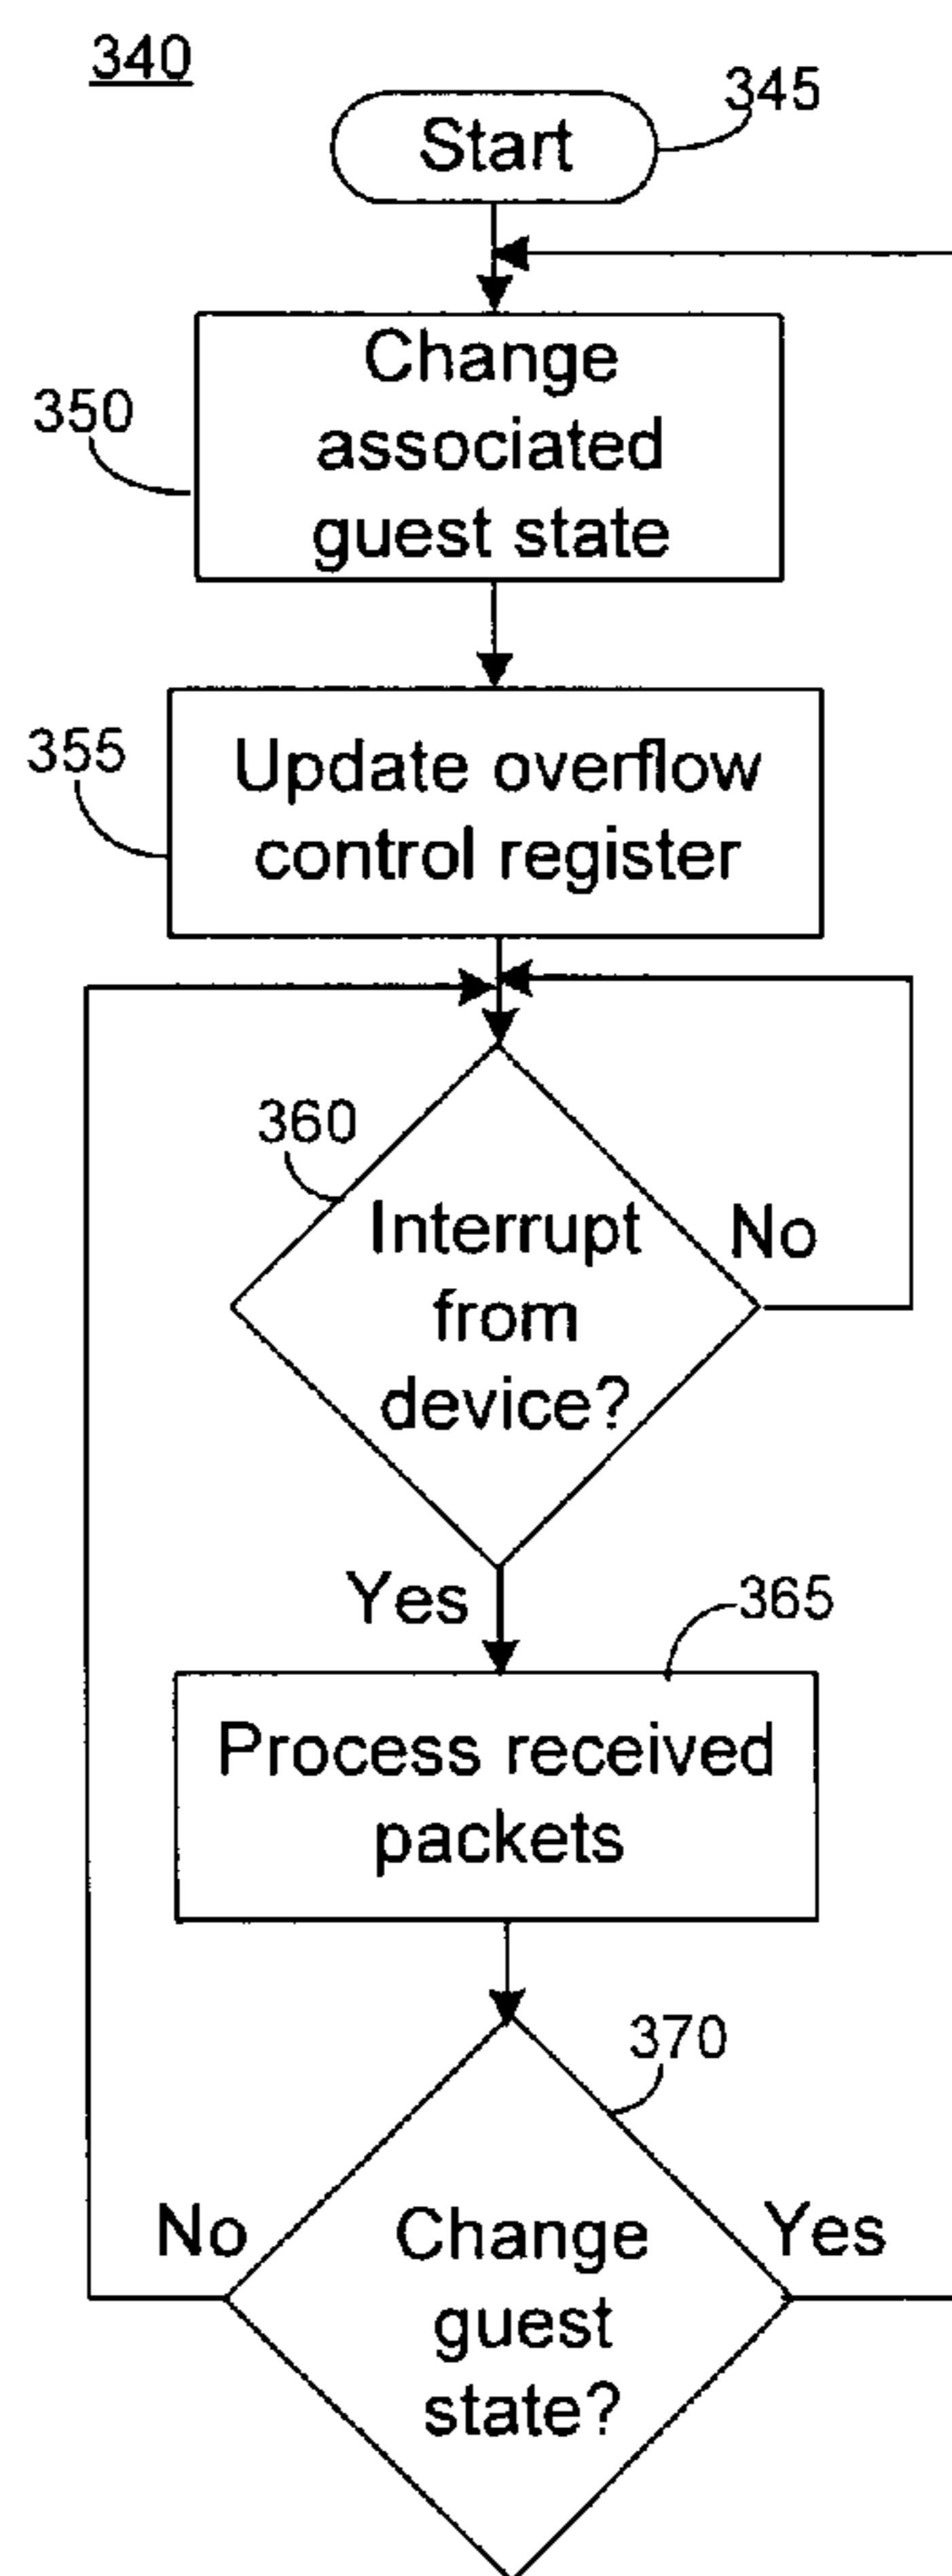 340
345
Start
350
Change
associated
guest state
355
Update overflow
control register
360
Interrupt
from
device?
No
Yes
365
Process received
packets
370
No
Change
guest
state?
Yes